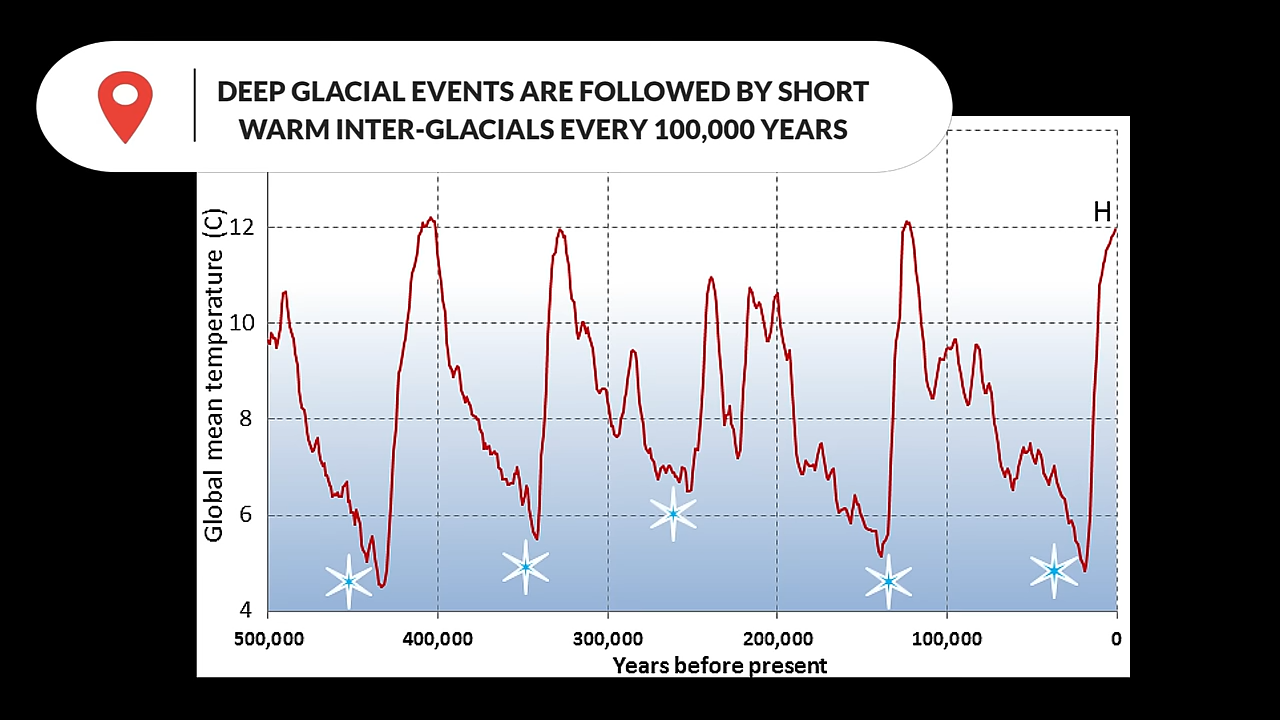 DEEP GLACIAL EVENTS ARE FOLLOWED BY SHORT
WARM INTER-GLACIALS EVERY 100,000 YEARS
H
Global mean temperature (C)
12
10
8
6
4
500,000
400,000
300,000
200,000
100,000
0
Years before present